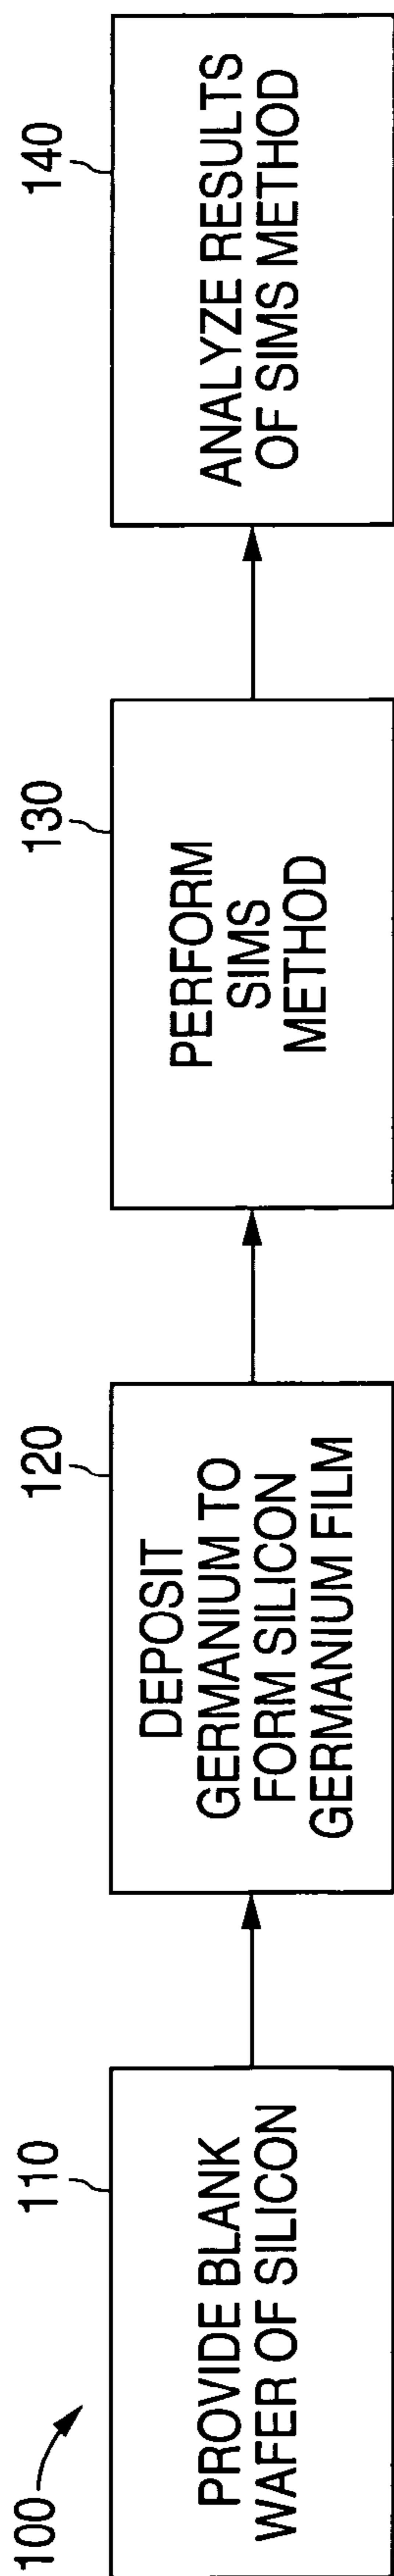 100
110
PROVIDE BLANK
WAFER OF SILICON
120
DEPOSIT
GERMANIUM TO
FORM SILICON
GERMANIUM FILM
130
PERFORM
SIMS
METHOD
140
ANALYZE RESULTS
OF SIMS METHOD